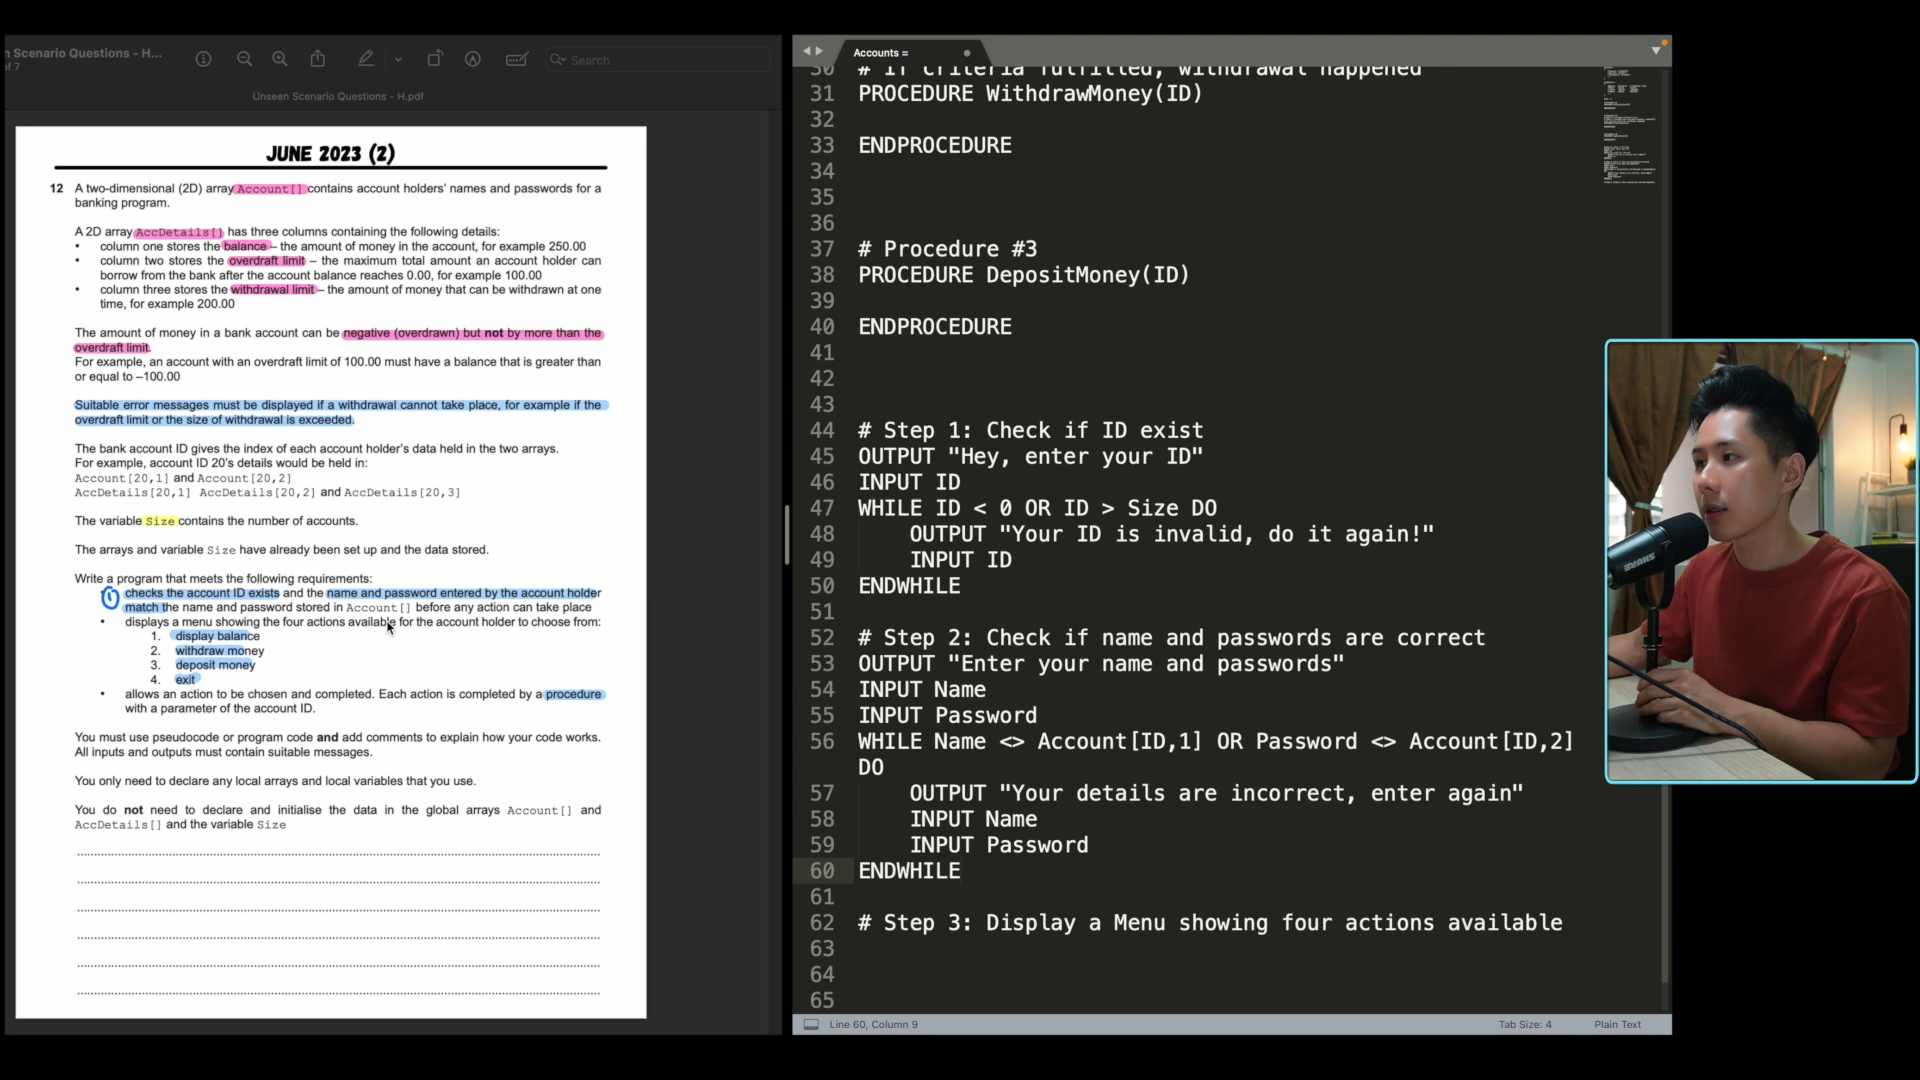 n Scenario Questions - H...
of 7
Search
Unseen Scenario Questions - H.pdf
JUNE 2023 (2)
12 A two-dimensional (2D) array Account[] contains account holders' names and passwords for a
banking program.
A 2D array AccDetails[] has three columns containing the following details:
• column one stores the balance – the amount of money in the account, for example 250.00
• column two stores the overdraft limit – the maximum total amount an account holder can
borrow from the bank after the account balance reaches 0.00, for example 100.00
• column three stores the withdrawal limit – the amount of money that can be withdrawn at one
time, for example 200.00
The amount of money in a bank account can be negative (overdrawn) but not by more than the
overdraft limit.
For example, an account with an overdraft limit of 100.00 must have a balance that is greater than
or equal to –100.00
Suitable error messages must be displayed if a withdrawal cannot take place, for example if the
overdraft limit or the size of withdrawal is exceeded.
The bank account ID gives the index of each account holder's data held in the two arrays.
For example, account ID 20's details would be held in:
Account[20,1] and Account[20,2]
AccDetails[20,1] AccDetails[20,2] and AccDetails[20,3]
The variable Size contains the number of accounts.
The arrays and variable Size have already been set up and the data stored.
Write a program that meets the following requirements:
1 checks the account ID exists and the name and password entered by the account holder
match the name and password stored in Account[] before any action can take place
• displays a menu showing the four actions available for the account holder to choose from:
1. display balance
2. withdraw money
3. deposit money
4. exit
• allows an action to be chosen and completed. Each action is completed by a procedure
with a parameter of the account ID.
You must use pseudocode or program code and add comments to explain how your code works.
All inputs and outputs must contain suitable messages.
You only need to declare any local arrays and local variables that you use.
You do not need to declare and initialise the data in the global arrays Account[] and
AccDetails[] and the variable Size
Accounts =
30 # If criteria fulfilled, withdrawal happened
31 PROCEDURE WithdrawMoney(ID)
32
33 ENDPROCEDURE
34
35
36
37 # Procedure #3
38 PROCEDURE DepositMoney(ID)
39
40 ENDPROCEDURE
41
42
43
44 # Step 1: Check if ID exist
45 OUTPUT "Hey, enter your ID"
46 INPUT ID
47 WHILE ID < 0 OR ID > Size DO
48 OUTPUT "Your ID is invalid, do it again!"
49 INPUT ID
50 ENDWHILE
51
52 # Step 2: Check if name and passwords are correct
53 OUTPUT "Enter your name and passwords"
54 INPUT Name
55 INPUT Password
56 WHILE Name <> Account[ID,1] OR Password <> Account[ID,2]
DO
57 OUTPUT "Your details are incorrect, enter again"
58 INPUT Name
59 INPUT Password
60 ENDWHILE
61
62 # Step 3: Display a Menu showing four actions available
63
64
65
Line 60, Column 9
Tab Size: 4
Plain Text
SHURE